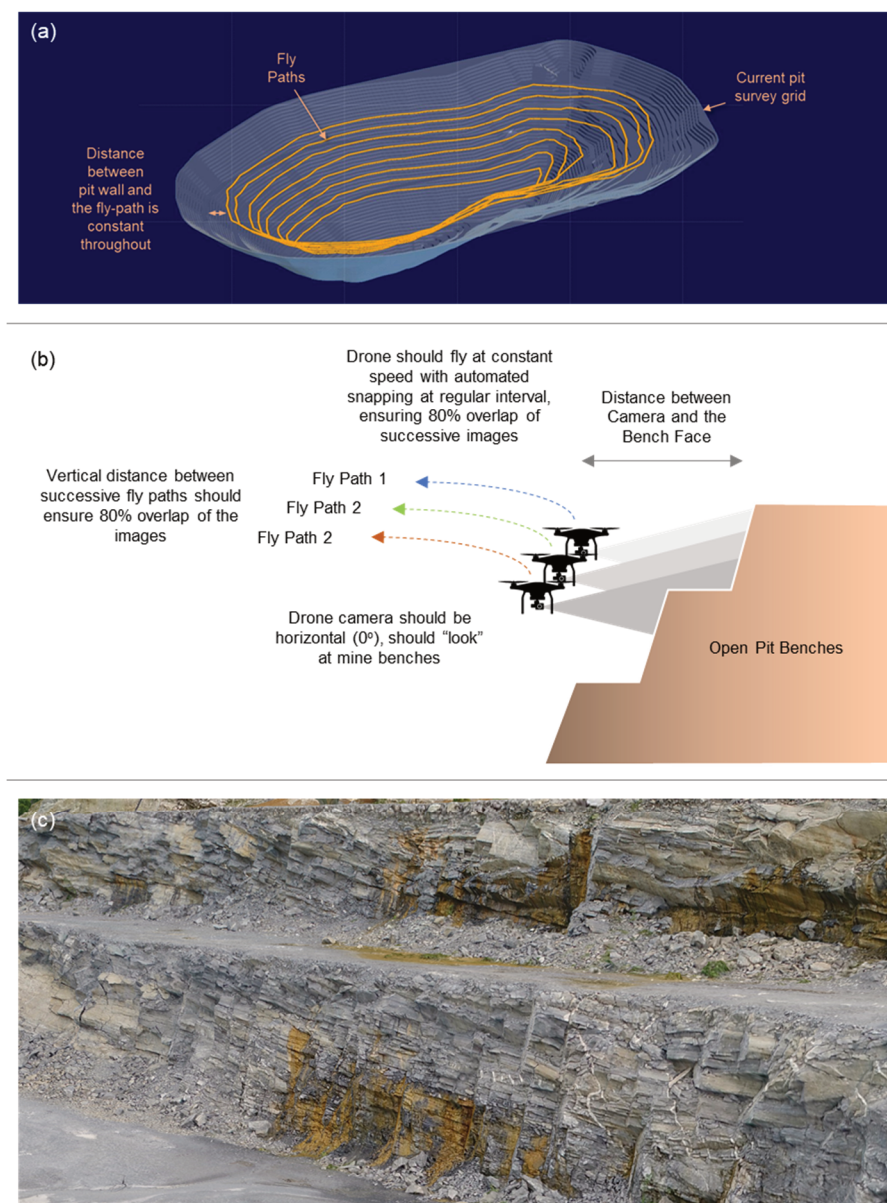 (a)
Fly
Paths
Current pit
survey grid
Distance
between
pit wall and
the fly-path is
constant
throughout
(b)
Drone should fly at constant
speed with automated
snapping at regular interval,
ensuring 80% overlap of
successive images
Distance between
Camera and the
Bench Face
Vertical distance between
successive fly paths should
ensure 80% overlap of the
images
Fly Path 1
Fly Path 2
Fly Path 2
Drone camera should be
horizontal (0º), should “look”
at mine benches
Open Pit Benches
(c)